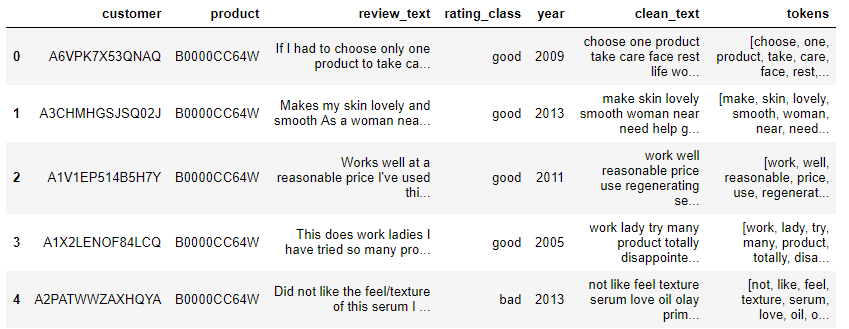 customer product review_text rating_class year clean_text tokens
0 A6VPK7X53QNAQ B0000CC64W If I had to choose only one product to take ca... good 2009 choose one product take care face rest life wo... [choose, one, product, take, care, face, rest,...
1 A3CHMHGSJSQ02J B0000CC64W Makes my skin lovely and smooth As a woman nea... good 2013 make skin lovely smooth woman near need help g... [make, skin, lovely, smooth, woman, near, need...
2 A1V1EP514B5H7Y B0000CC64W Works well at a reasonable price I've used thi... good 2011 work well reasonable price use regenerating se... [work, well, reasonable, price, use, regenerat...
3 A1X2LENOF84LCQ B0000CC64W This does work ladies I have tried so many pro... good 2005 work lady try many product totally disappointe... [work, lady, try, many, product, totally, disa...
4 A2PATWWZAXHQYA B0000CC64W Did not like the feel/texture of this serum I ... bad 2013 not like feel texture serum love oil olay prim... [not, like, feel, texture, serum, love, oil, o...